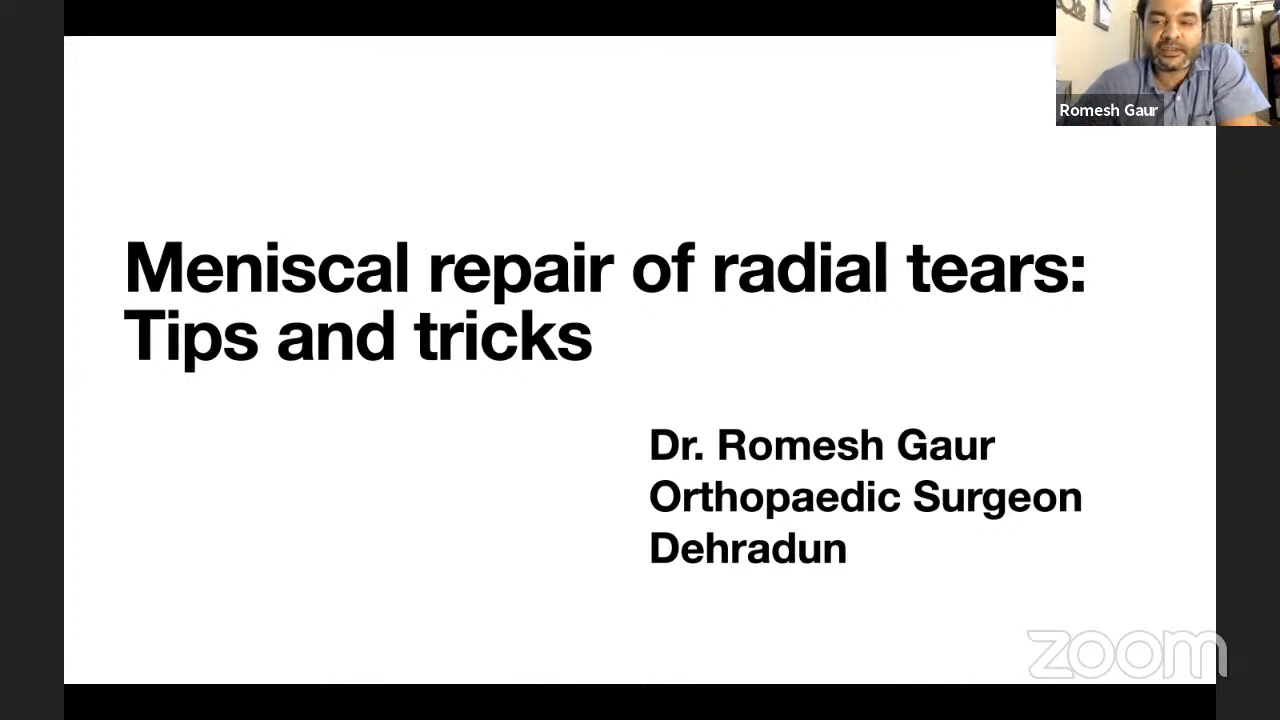 Romesh Gaur
Meniscal repair of radial tears:
Tips and tricks
Dr. Romesh Gaur
Orthopaedic Surgeon
Dehradun
zoom